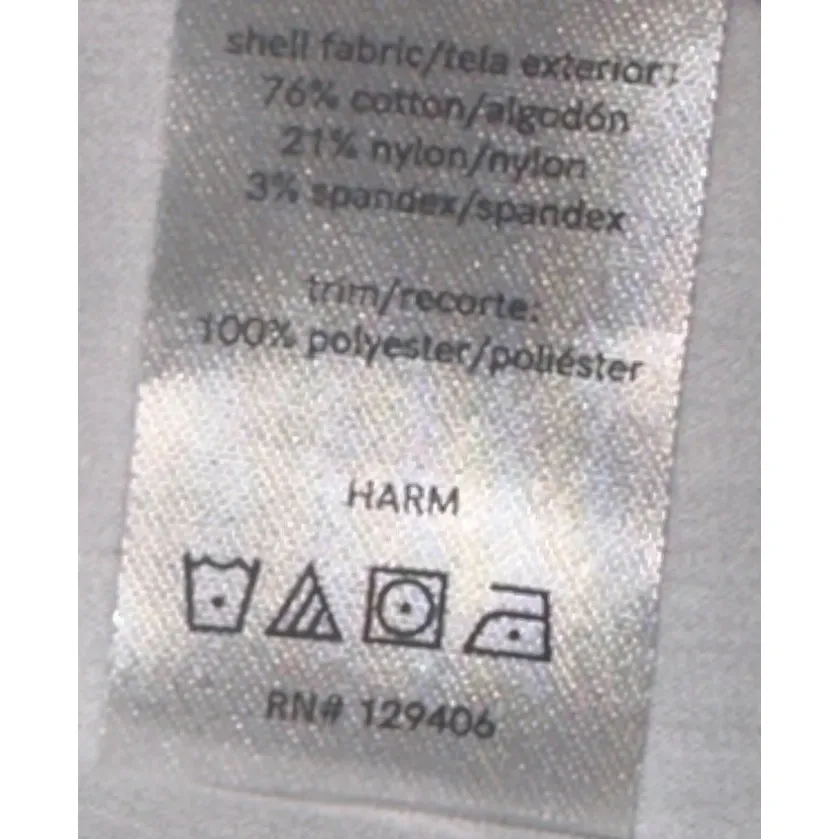 shell fabric/tela exterior:
76% cotton/algodón
21% nylon/nylon
3% spandex/spandex
trim/recorte:
100% polyester/poliéster
HARM
RN# 129406